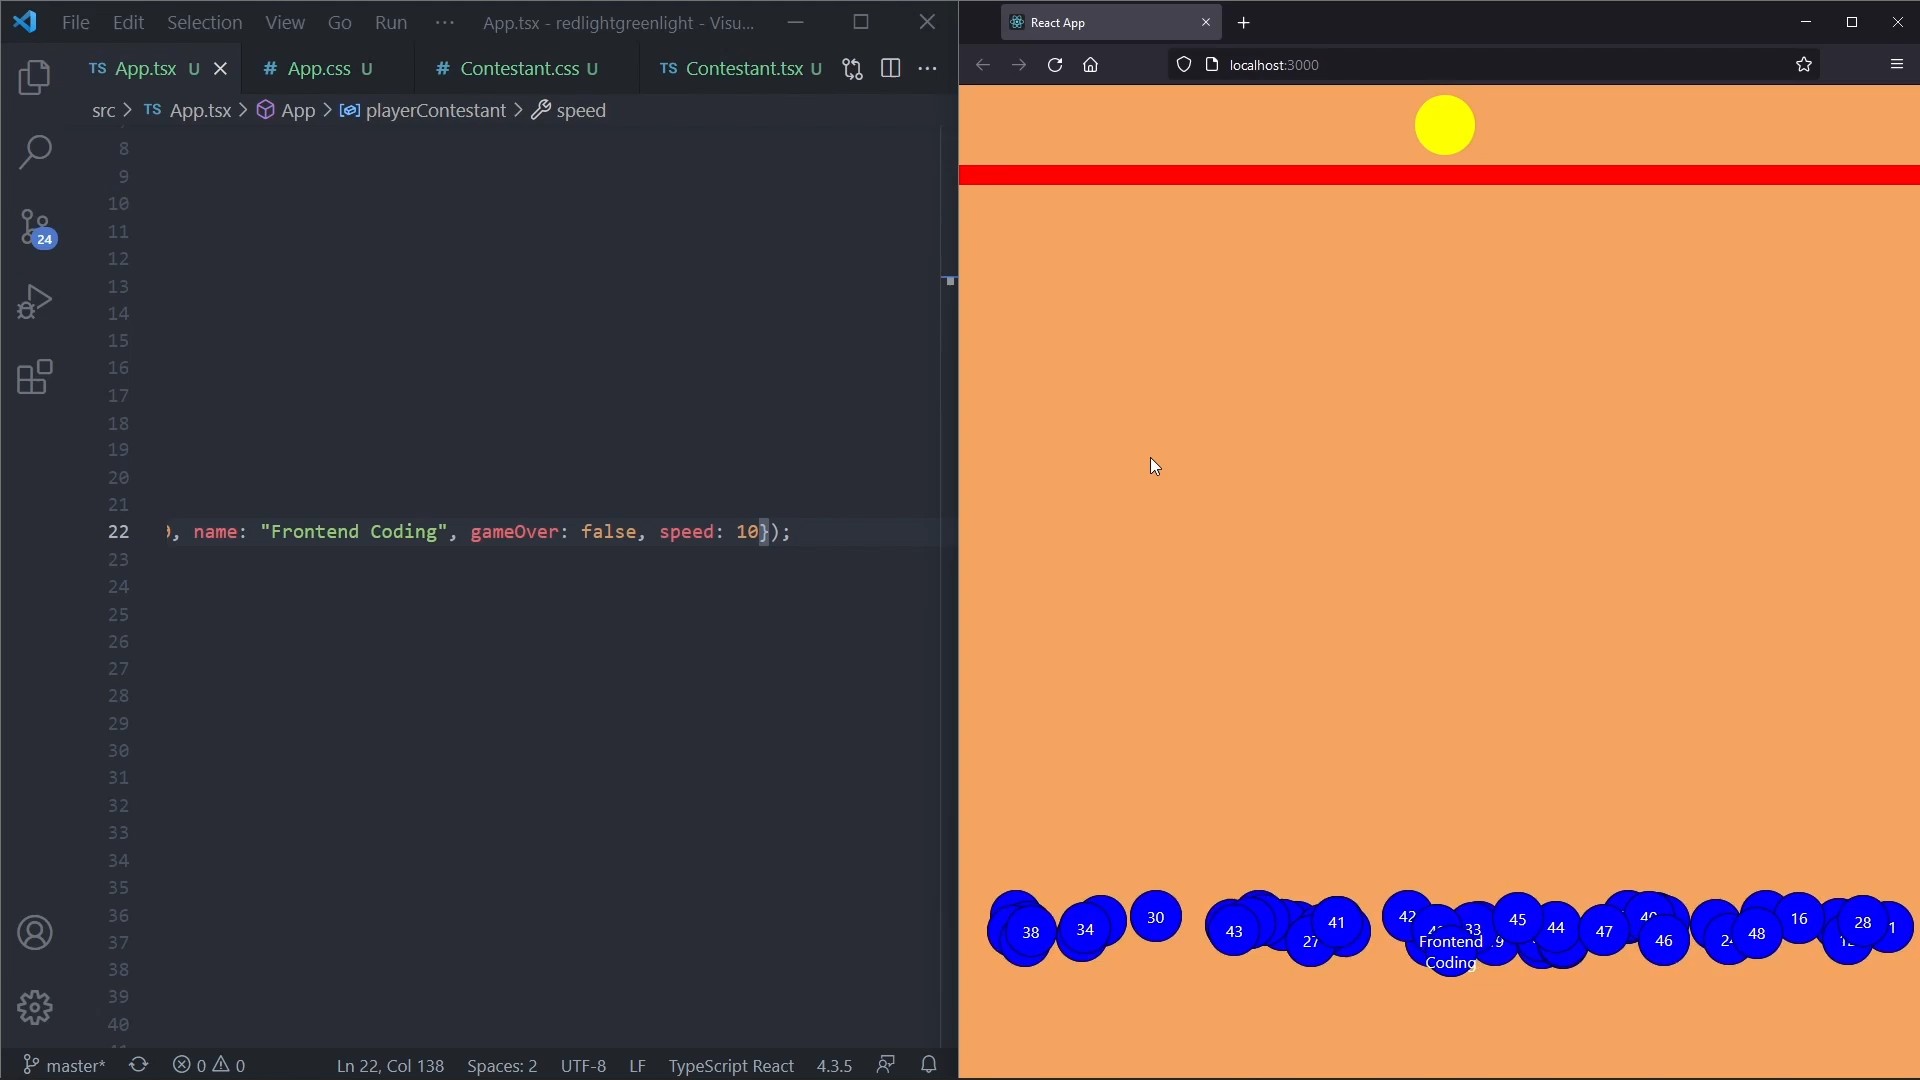 File Edit Selection View Go Run ··· App.tsx - redlightgreenlight - Visu...
TS App.tsx U
# App.css U
# Contestant.css U
TS Contestant.tsx U ···
src > TS App.tsx > App > playerContestant > speed
8
9
10
11
12
13
14
15
16
17
18
19
20
21
22 , name: "Frontend Coding", gameOver: false, speed: 10});
23
24
25
26
27
28
29
30
31
32
33
34
35
36
37
38
39
40
24
master* 0 0 Ln 22, Col 138 Spaces: 2 UTF-8 LF TypeScript React 4.3.5
React App
localhost:3000
38 34 30 43 27 41 42 33 45 44 47 46 48 16 28 1
Frontend
Coding